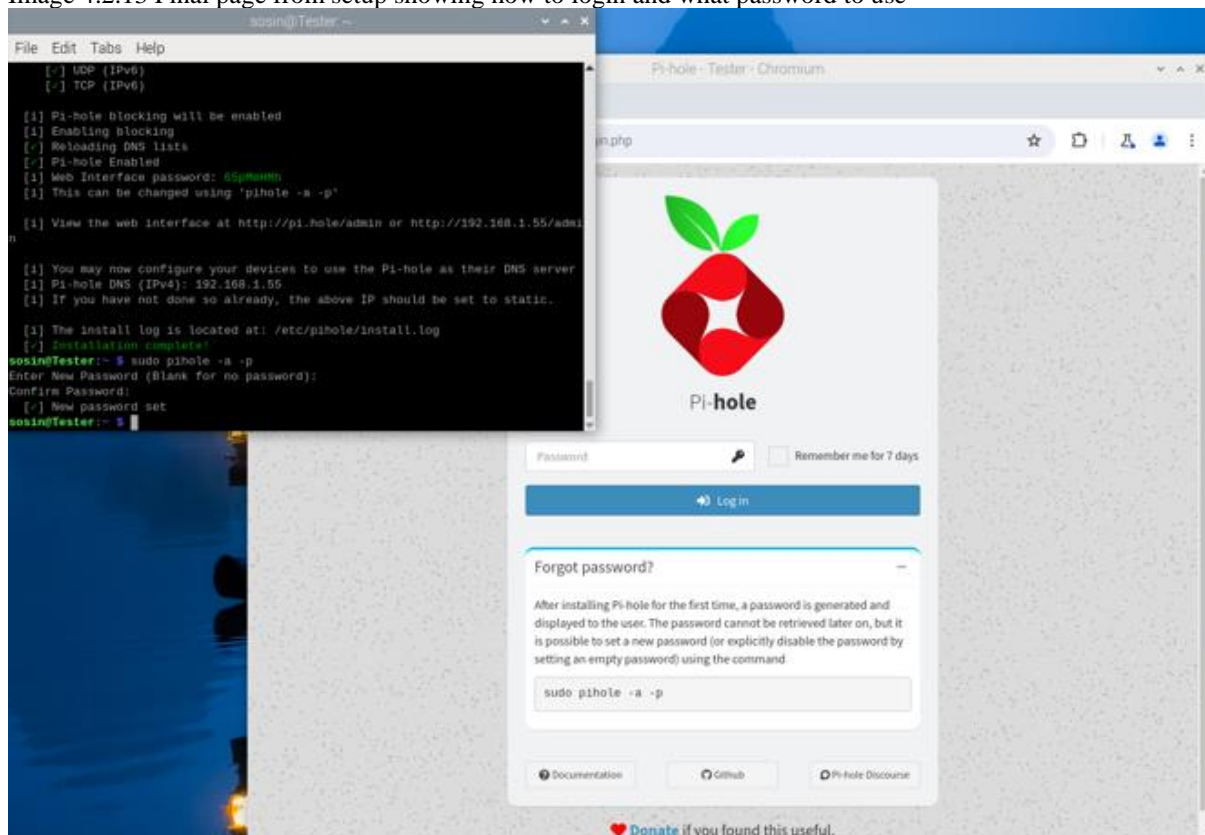 Image 4.2.13 Final page from setup showing how to login and what password to use
sosin@Tester: ~
File Edit Tabs Help
[✓] UDP (IPv6)
[✓] TCP (IPv6)
[i] Pi-hole blocking will be enabled
[i] Enabling blocking
[✓] Reloading DNS lists
[✓] Pi-hole Enabled
[i] Web Interface password:
[i] This can be changed using 'pihole -a -p'
[i] View the web interface at http://pi.hole/admin or http://192.168.1.55/admi
n
[i] You may now configure your devices to use the Pi-hole as their DNS server
[i] Pi-hole DNS (IPv4): 192.168.1.55
[i] If you have not done so already, the above IP should be set to static.
[i] The install log is located at: /etc/pihole/install.log
[✓] Installation complete!
sosin@Tester:~ $ sudo pihole -a -p
Enter New Password (Blank for no password):
Confirm Password:
[✓] New password set
sosin@Tester:~ $
Pi-hole - Tester - Chromium
in.php
Pi-hole
Password
Remember me for 7 days
Log in
Forgot password?
After installing Pi-hole for the first time, a password is generated and
displayed to the user. The password cannot be retrieved later on, but it
is possible to set a new password (or explicitly disable the password by
setting an empty password) using the command
sudo pihole -a -p
Documentation
Github
Pi-hole Discourse
Donate if you found this useful.